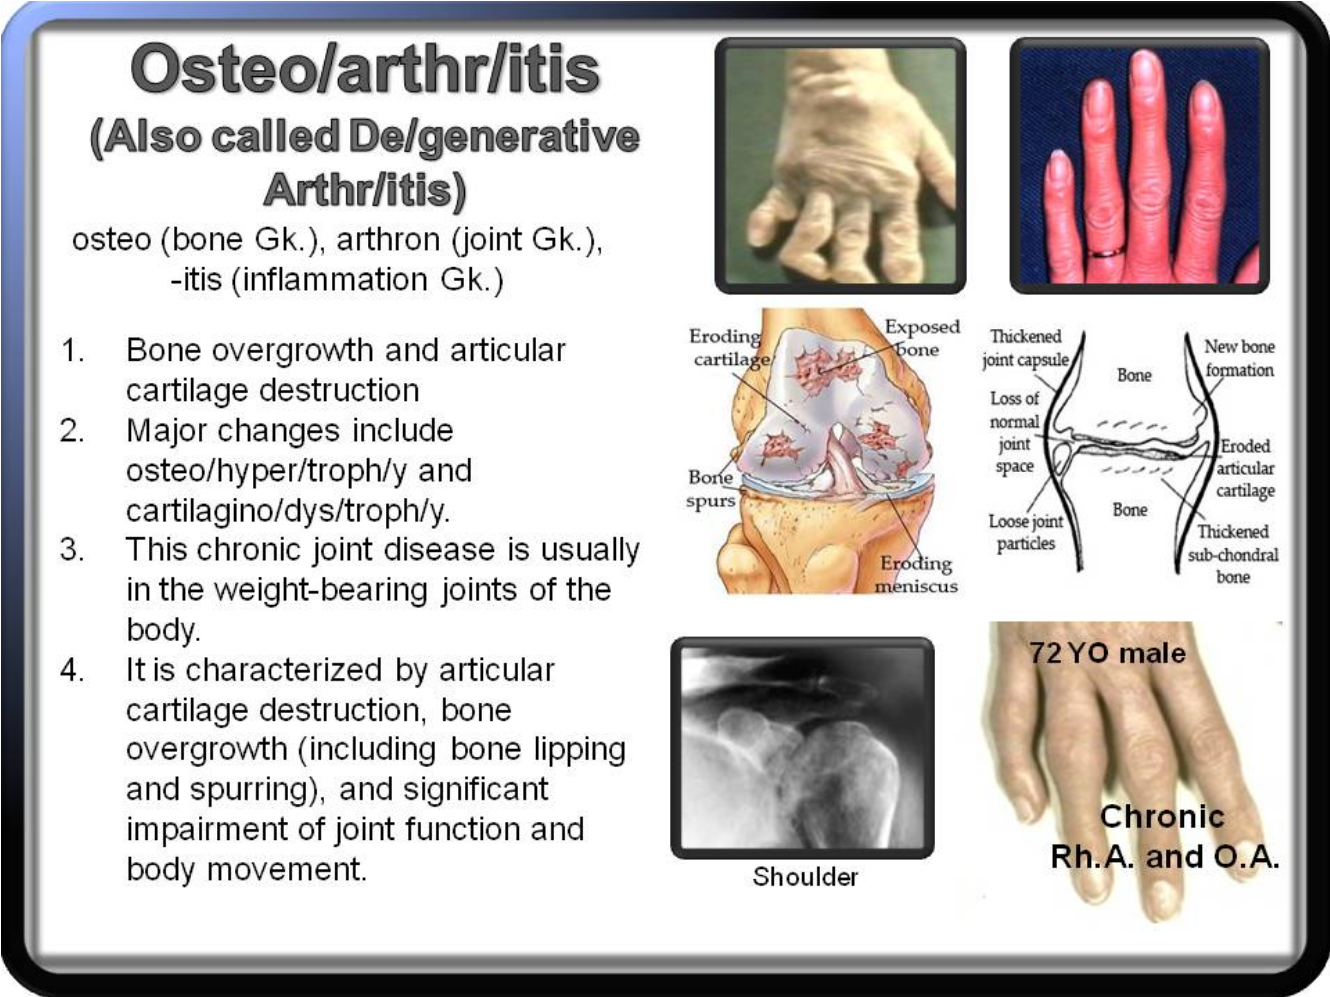 Osteo/arthr/itis
(Also called De/generative
Arthr/itis)
osteo (bone Gk.), arthron (joint Gk.),
-itis (inflammation Gk.)
1. Bone overgrowth and articular
cartilage destruction
2. Major changes include
osteo/hyper/troph/y and
cartilagino/dys/troph/y.
3. This chronic joint disease is usually
in the weight-bearing joints of the
body.
4. It is characterized by articular
cartilage destruction, bone
overgrowth (including bone lipping
and spurring), and significant
impairment of joint function and
body movement.
Eroding
cartilage
Exposed
bone
Bone
spurs
Eroding
meniscus
Thickened
joint capsule
Loss of
normal
joint
space
Loose joint
particles
Bone
Bone
New bone
formation
Eroded
articular
cartilage
Thickened
sub-chondral
bone
Shoulder
72 YO male
Chronic
Rh.A. and O.A.